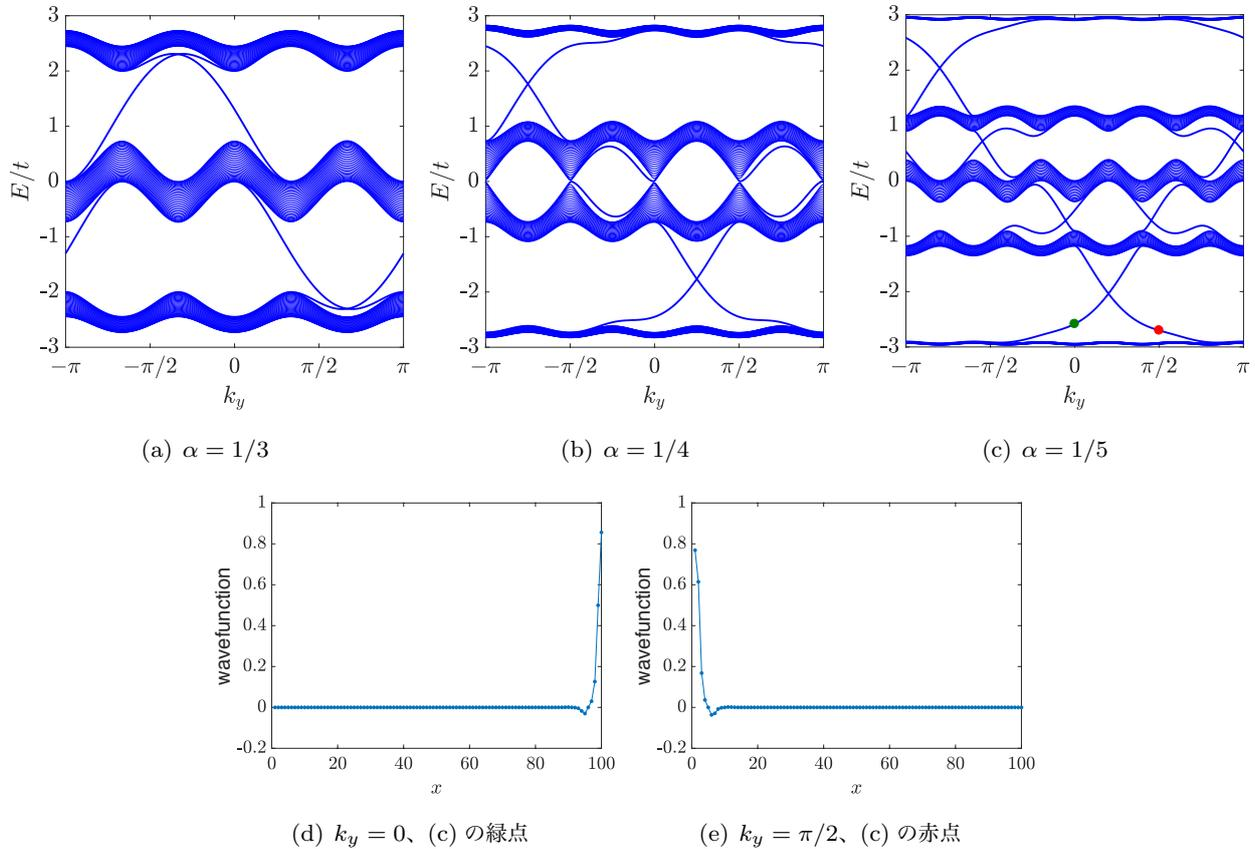 3
2
1
0
-1
-2
-3
E/t
−π
−π/2
0
π/2
π
k_y
(a) α = 1/3
3
2
1
0
-1
-2
-3
E/t
−π
−π/2
0
π/2
π
k_y
(b) α = 1/4
3
2
1
0
-1
-2
-3
E/t
−π
−π/2
0
π/2
π
k_y
(c) α = 1/5
1
0.8
0.6
0.4
0.2
0
-0.2
wavefunction
0 20 40 60 80 100
x
(d) k_y = 0、(c) の緑点
1
0.8
0.6
0.4
0.2
0
-0.2
wavefunction
0 20 40 60 80 100
x
(e) k_y = π/2、(c) の赤点